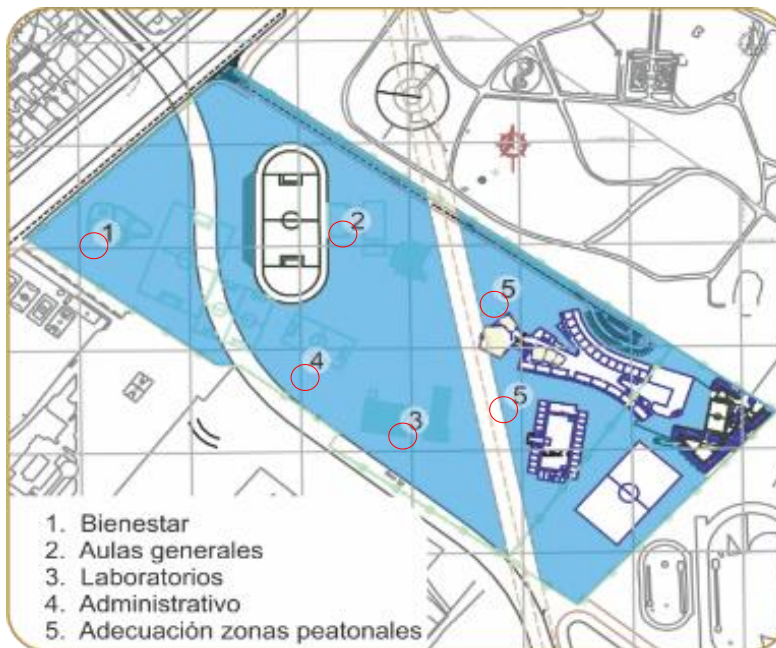 1
2
5
4
5
3
1. Bienestar
2. Aulas generales
3. Laboratorios
4. Administrativo
5. Adecuación zonas peatonales